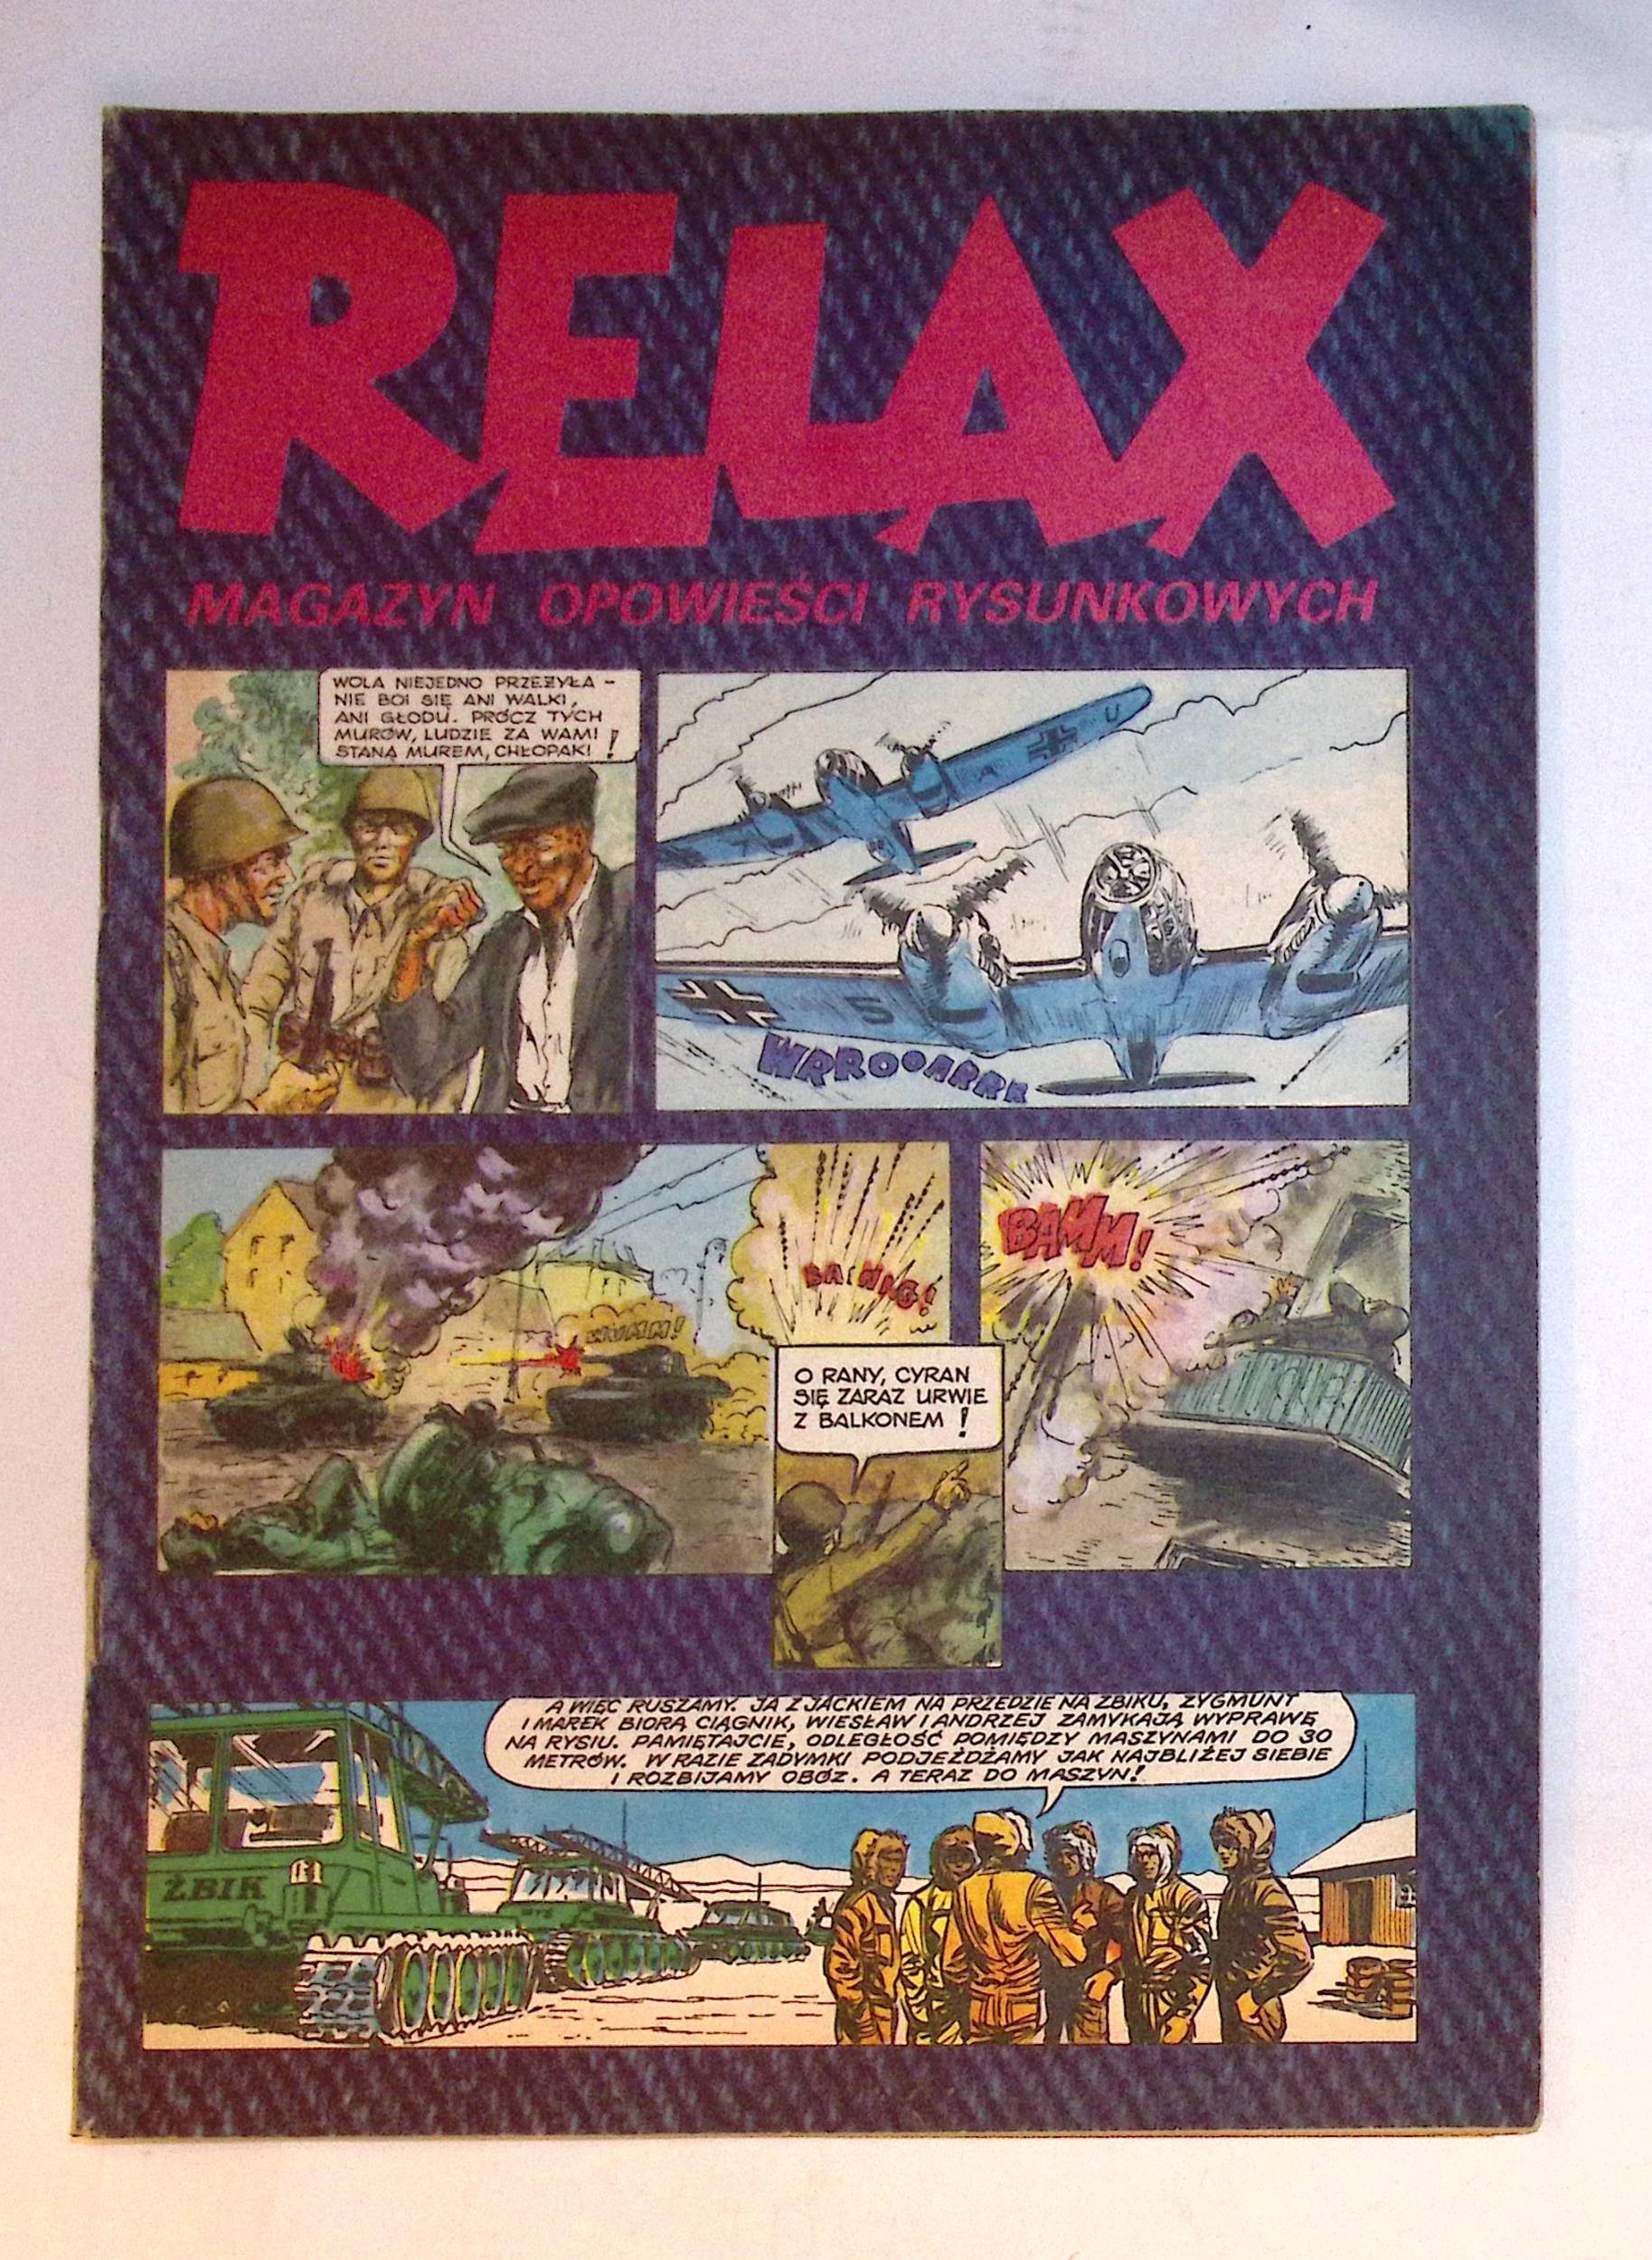 RELAX
MAGAZYN OPOWIEŚCI RYSUNKOWYCH
WOLA NIEJEDNO PRZEŻYŁA –
NIE BOI SIĘ ANI WALKI,
ANI GŁODU. PRÓCZ TYCH
MURÓW, LUDZIE ZA WAMI
STANĄ MUREM, CHŁOPAKI!
U
A
5
WRROOARRR
BAMM!
O RANY, CYRAN
SIĘ ZARAZ URWIE
Z BALKONEM!
A WIĘC RUSZAMY. JA Z JACKIEM NA PRZEDZIE NA ŻBIKU, ZYGMUNT
I MAREK BIORĄ CIĄGNIK, WIESŁAW I ANDRZEJ ZAMYKAJĄ WYPRAWĘ
NA RYSIU. PAMIĘTAJCIE, ODLEGŁOŚĆ POMIĘDZY MASZYNAMI DO 30
METRÓW. W RAZIE ZADYMKI PODJEŻDŻAMY JAK NAJBLIŻEJ SIEBIE
I ROZBIJAMY OBÓZ. A TERAZ DO MASZYN!
ŻBIK